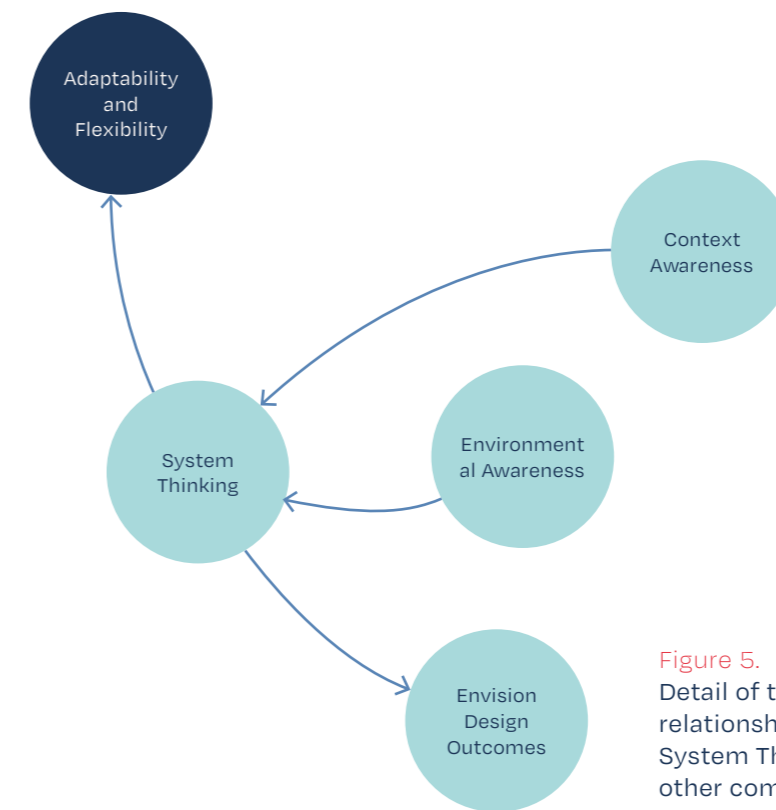 Adaptability
and
Flexibility
Context
Awareness
Environment
al Awareness
System
Thinking
Envision
Design
Outcomes
Figure 5.
Detail of t
relationsh
System Th
other com